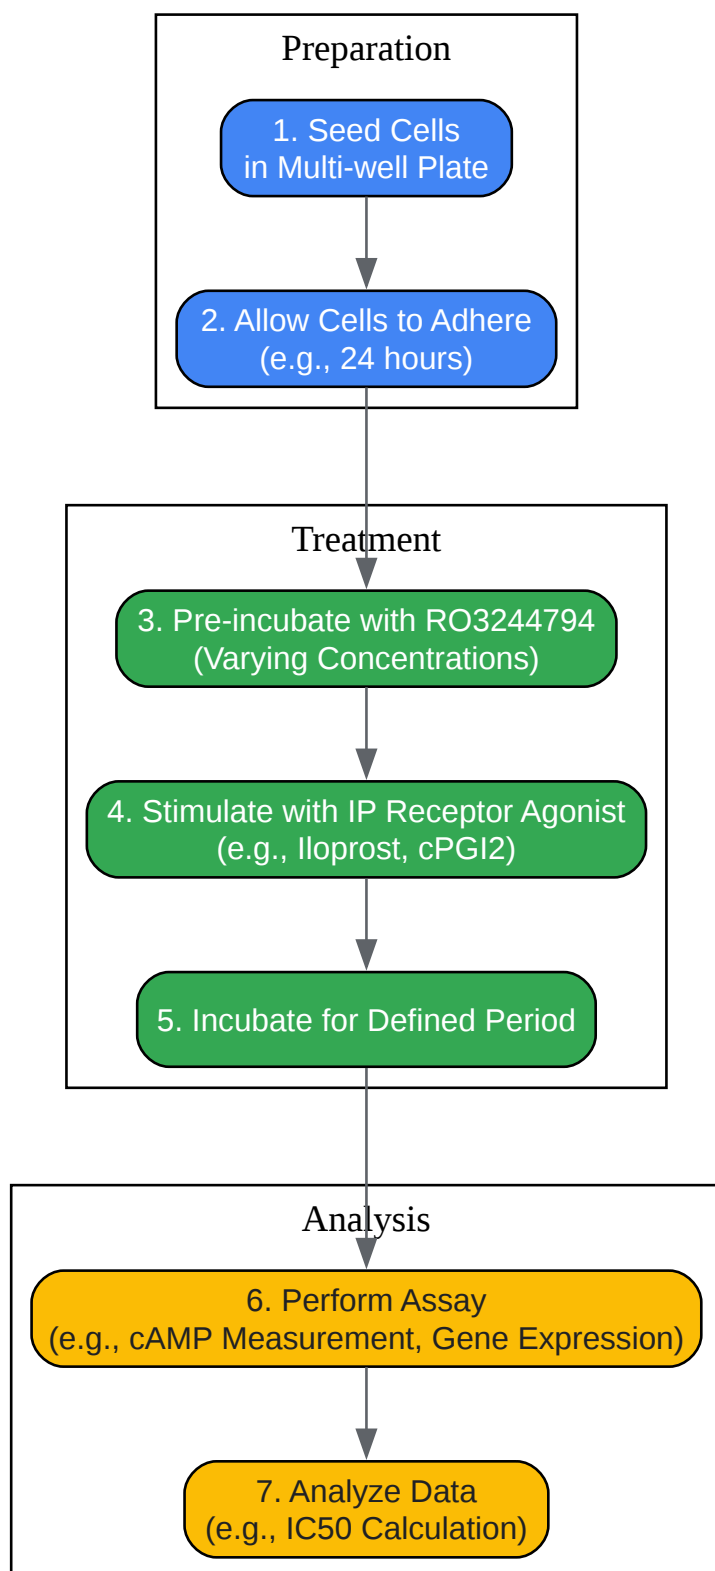 Preparation
1. Seed Cells
in Multi-well Plate
2. Allow Cells to Adhere
(e.g., 24 hours)
Treatment
3. Pre-incubate with RO3244794
(Varying Concentrations)
4. Stimulate with IP Receptor Agonist
(e.g., Iloprost, cPGI2)
5. Incubate for Defined Period
Analysis
6. Perform Assay
(e.g., cAMP Measurement, Gene Expression)
7. Analyze Data
(e.g., IC50 Calculation)